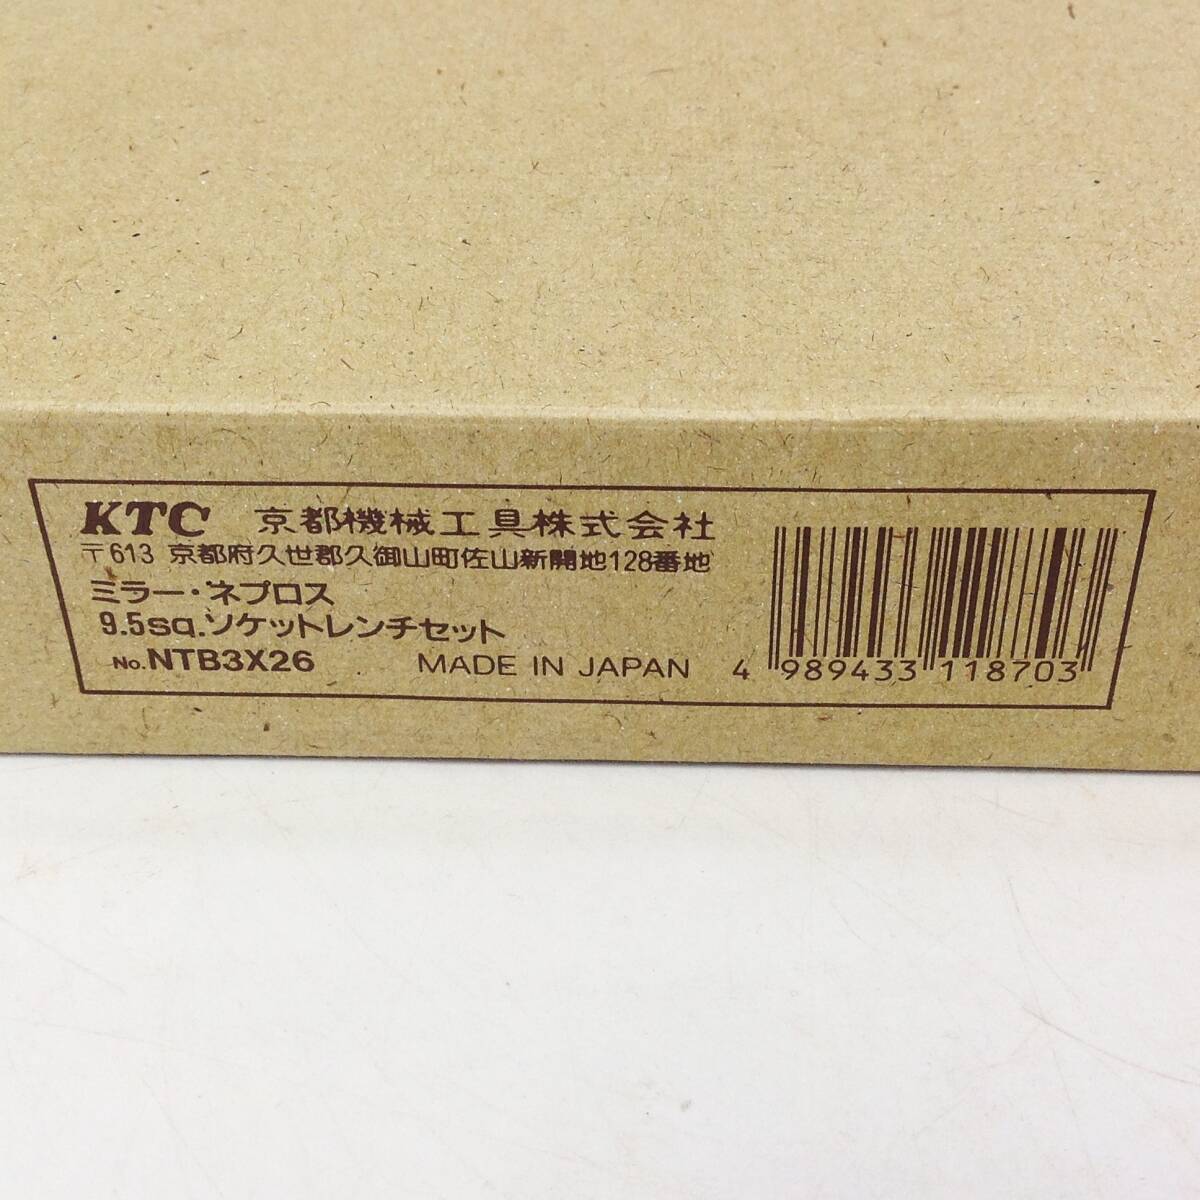 KTC 京都機械工具株式会社
〒613 京都府久世郡久御山町佐山新開地128番地
ミラー・ネプロス
9.5sq.ソケットレンチセット
No.NTB3X26 MADE IN JAPAN
4 989433 118703